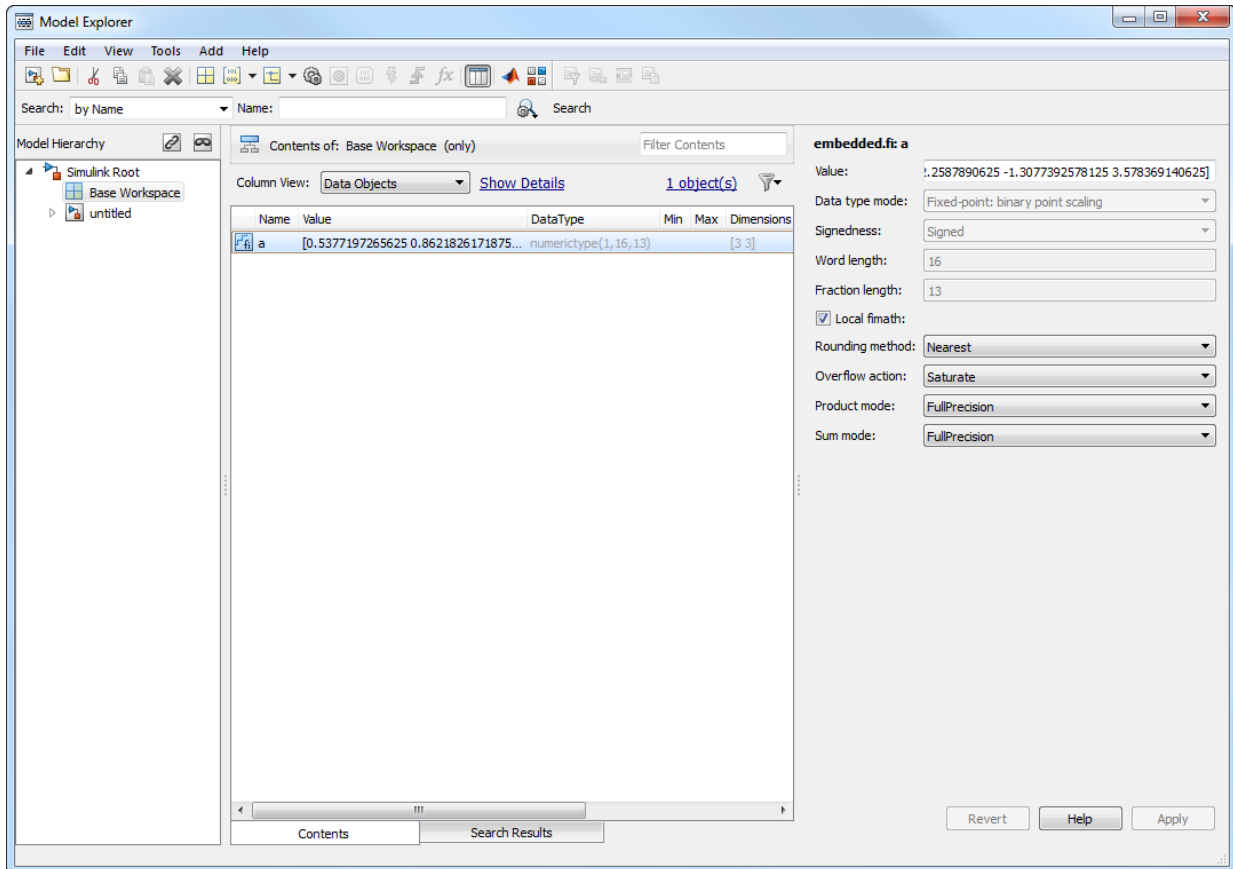 Model Explorer
File Edit View Tools Add Help
fx
Search: by Name Name: Search
Model Hierarchy
Simulink Root
Base Workspace
untitled
Contents of: Base Workspace (only) Filter Contents
Column View: Data Objects Show Details 1 object(s)
Name Value DataType Min Max Dimensions
fi a [0.5377197265625 0.8621826171875... numerictype(1,16,13) [3 3]
Contents Search Results
embedded.fi: a
Value: !.2587890625 -1.3077392578125 3.578369140625]
Data type mode: Fixed-point: binary point scaling
Signedness: Signed
Word length: 16
Fraction length: 13
Local fimath:
Rounding method: Nearest
Overflow action: Saturate
Product mode: FullPrecision
Sum mode: FullPrecision
Revert Help Apply